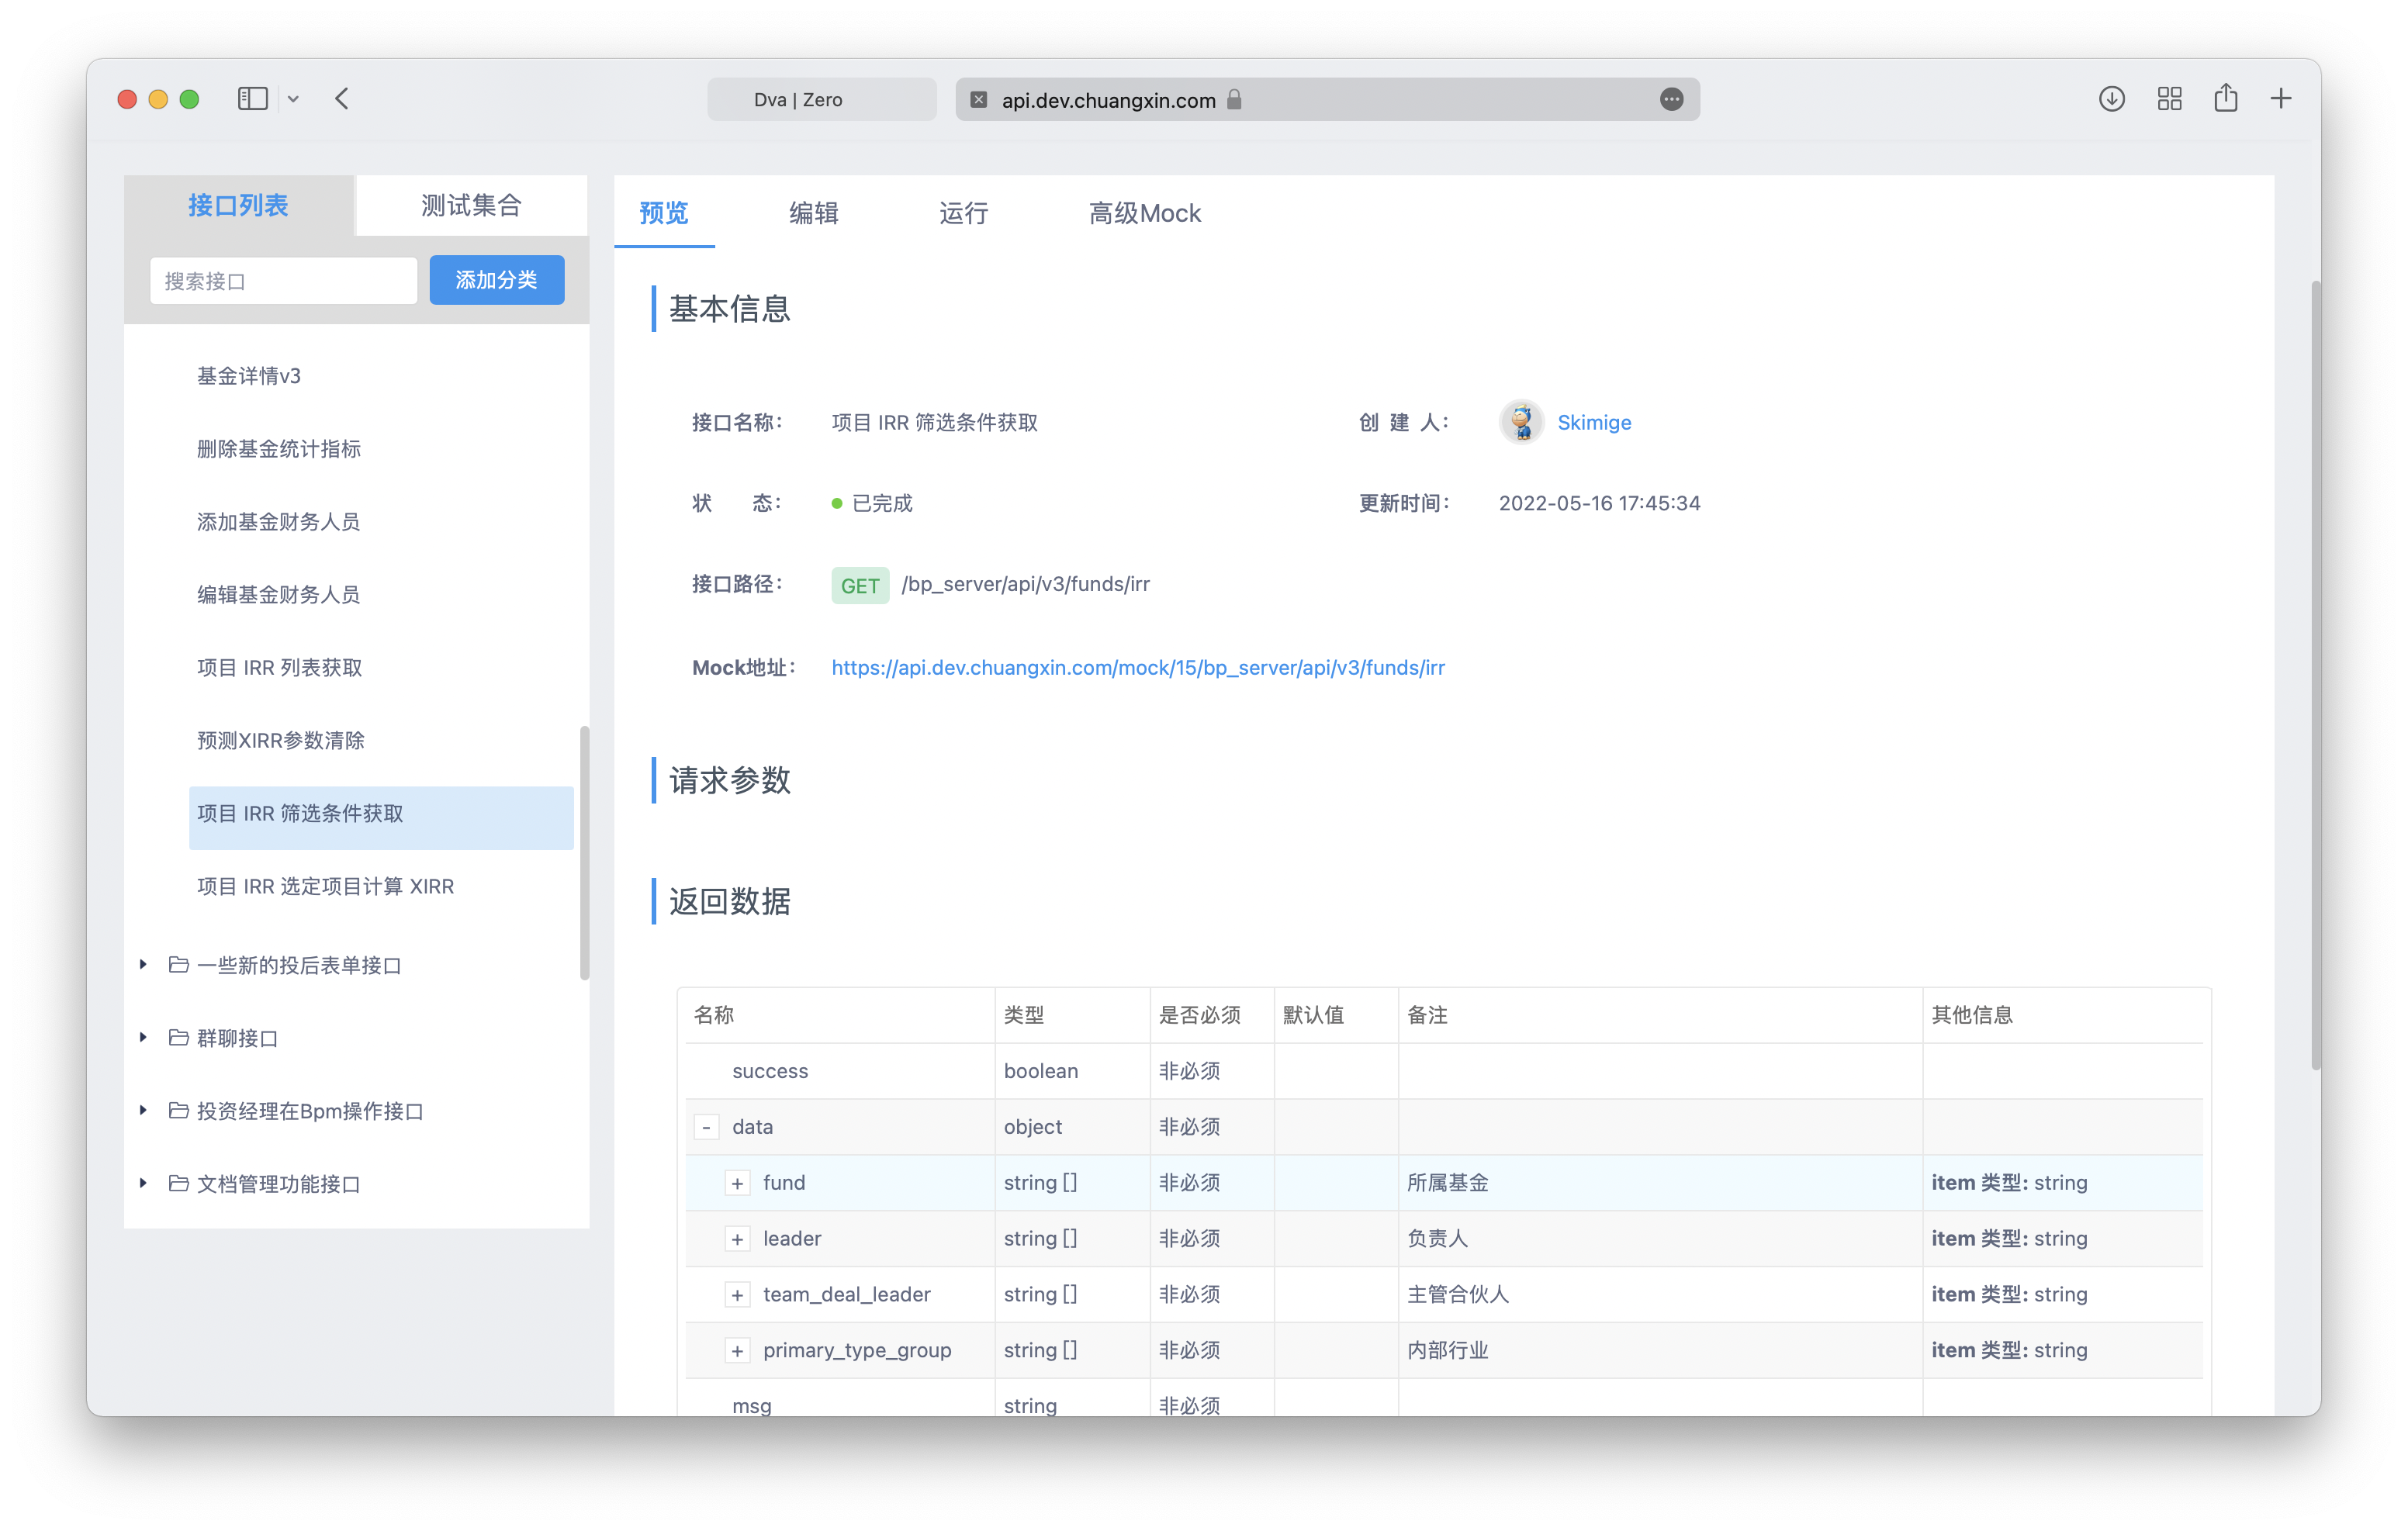 Dva | Zero
api.dev.chuangxin.com
接口列表
测试集合
搜索接口
添加分类
基金详情v3
删除基金统计指标
添加基金财务人员
编辑基金财务人员
项目 IRR 列表获取
预测XIRR参数清除
项目 IRR 筛选条件获取
项目 IRR 选定项目计算 XIRR
一些新的投后表单接口
群聊接口
投资经理在Bpm操作接口
文档管理功能接口
预览 编辑 运行 高级Mock
基本信息
接口名称： 项目 IRR 筛选条件获取 创 建 人： Skimige
状 态： 已完成 更新时间： 2022-05-16 17:45:34
接口路径： GET /bp_server/api/v3/funds/irr
Mock地址： https://api.dev.chuangxin.com/mock/15/bp_server/api/v3/funds/irr
请求参数
返回数据
名称 类型 是否必须 默认值 备注 其他信息
success boolean 非必须
- data object 非必须
+ fund string [] 非必须 所属基金 item 类型: string
+ leader string [] 非必须 负责人 item 类型: string
+ team_deal_leader string [] 非必须 主管合伙人 item 类型: string
+ primary_type_group string [] 非必须 内部行业 item 类型: string
msg string 非必须